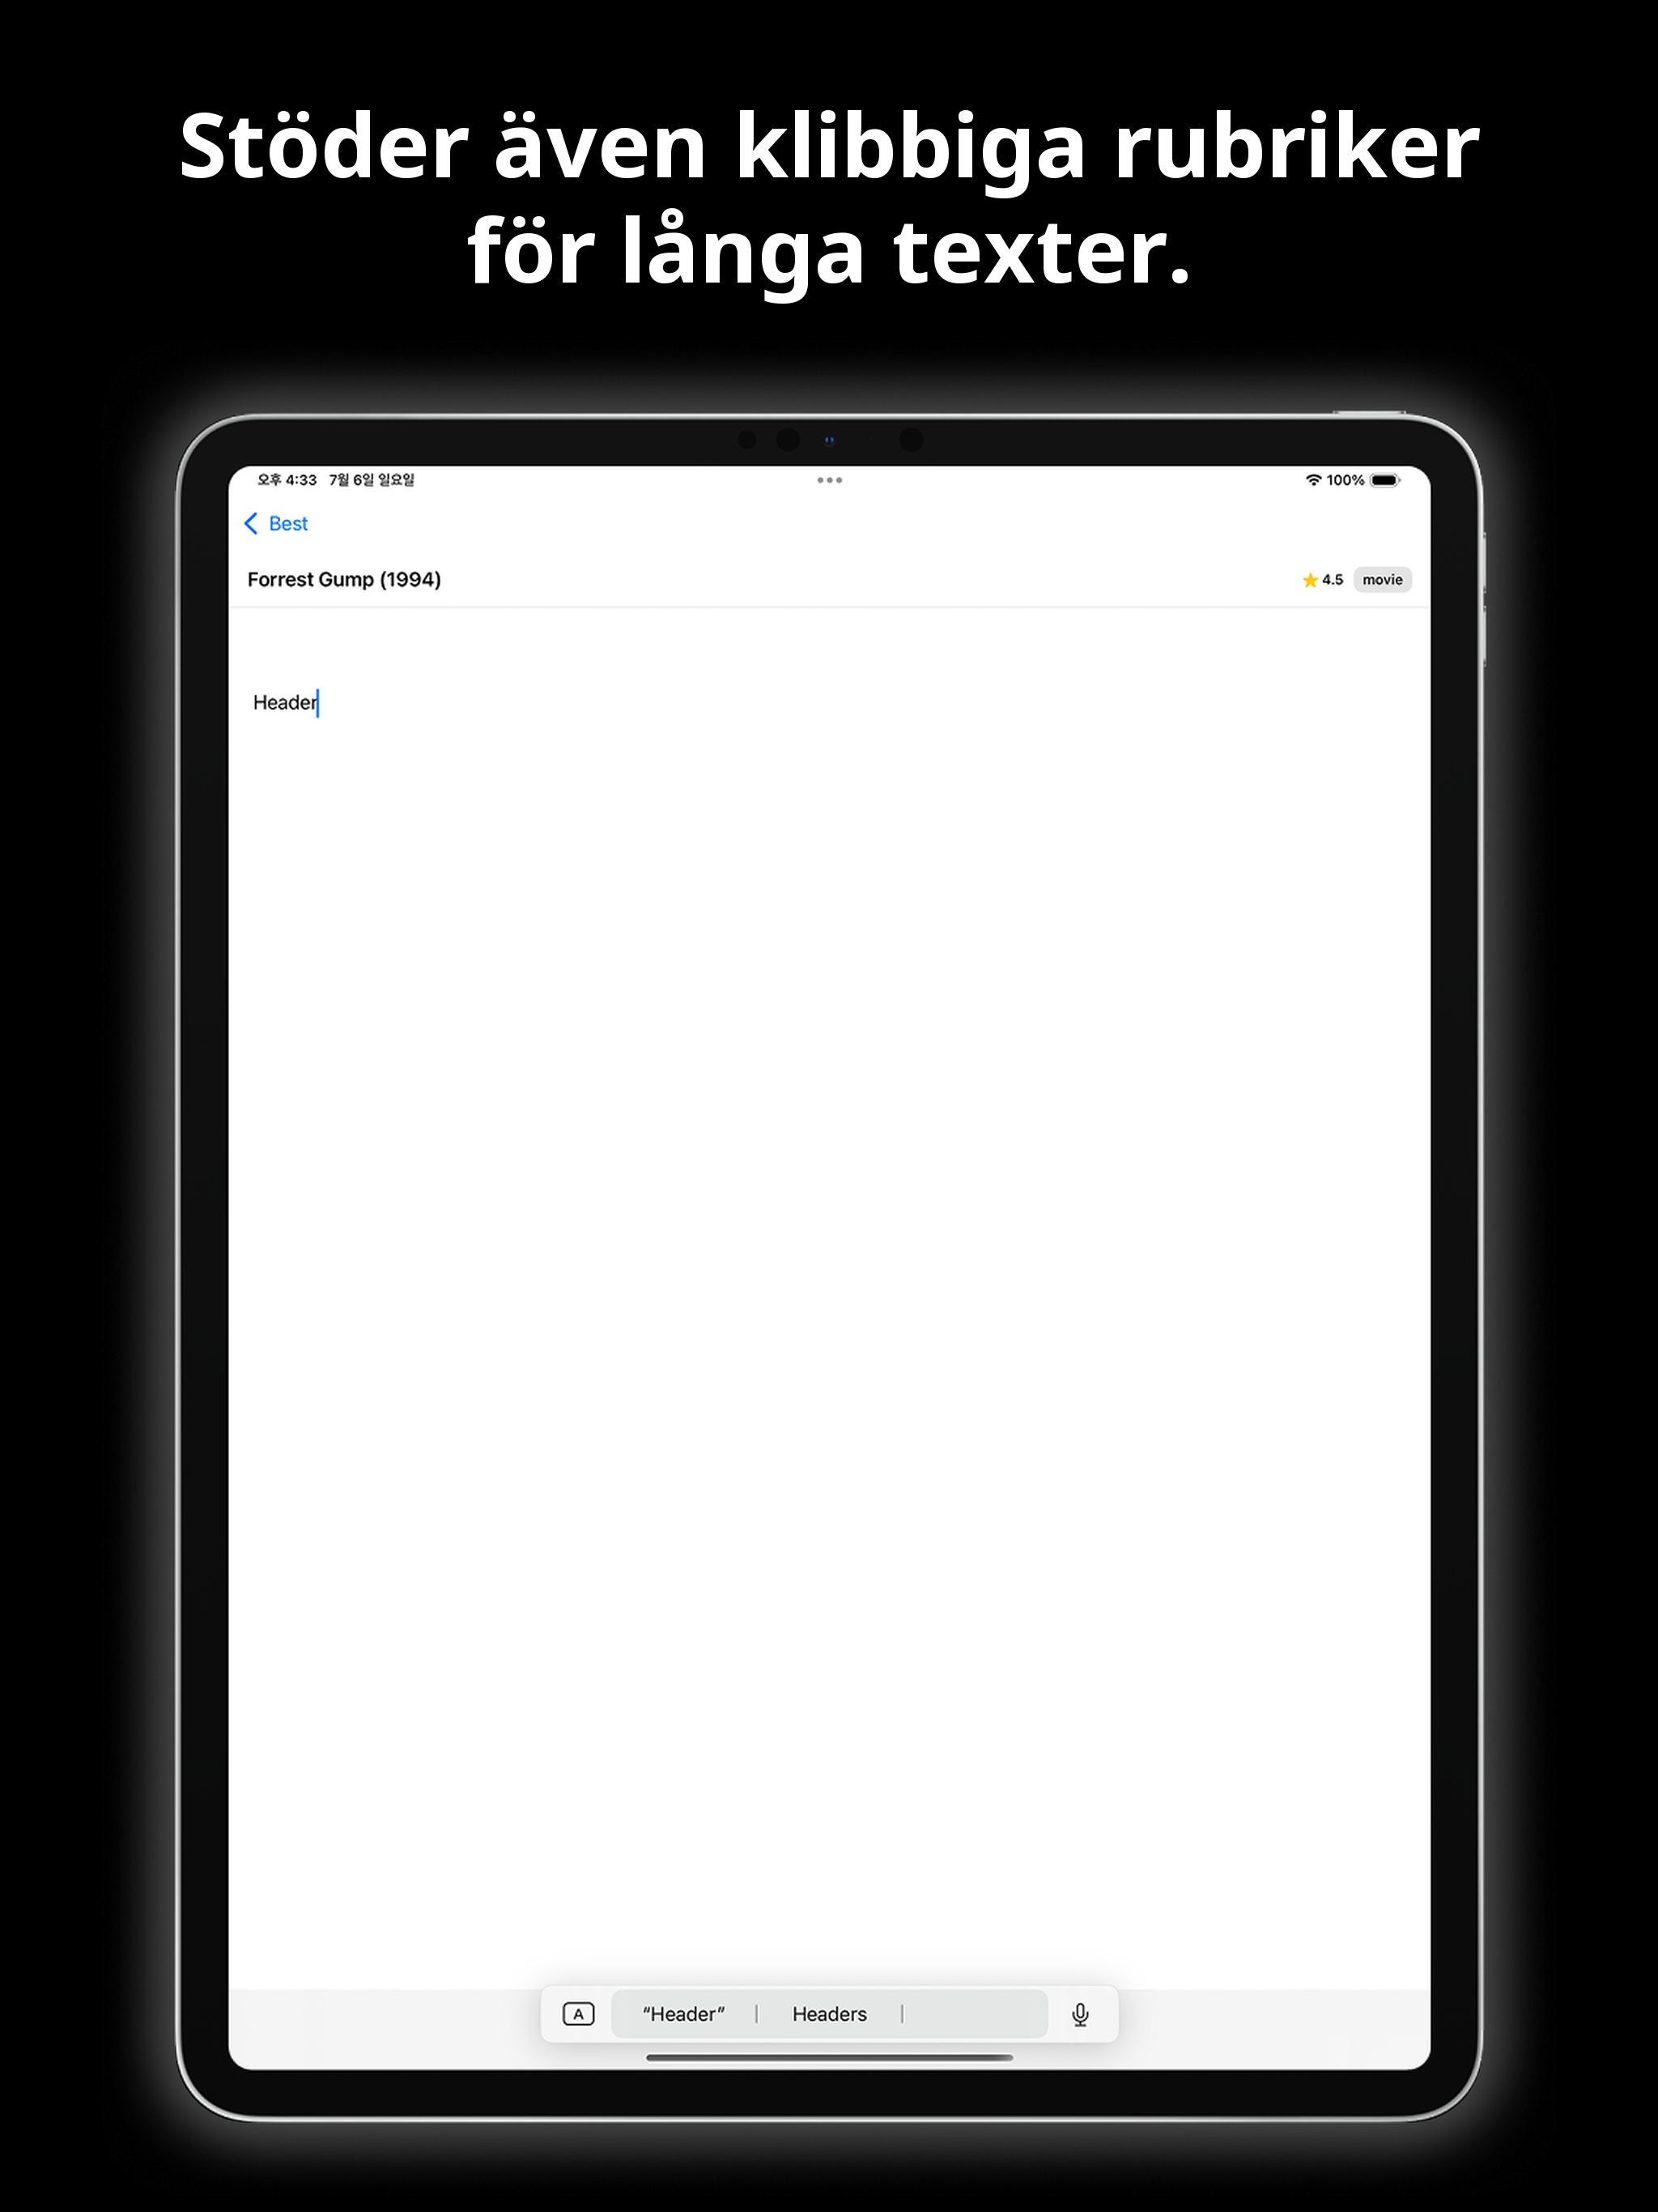 Stöder även klibbiga rubriker
för långa texter.
오후 4:33 7월 6일 일요일
100%
Best
Forrest Gump (1994)
4.5 movie
Header
A "Header" Headers